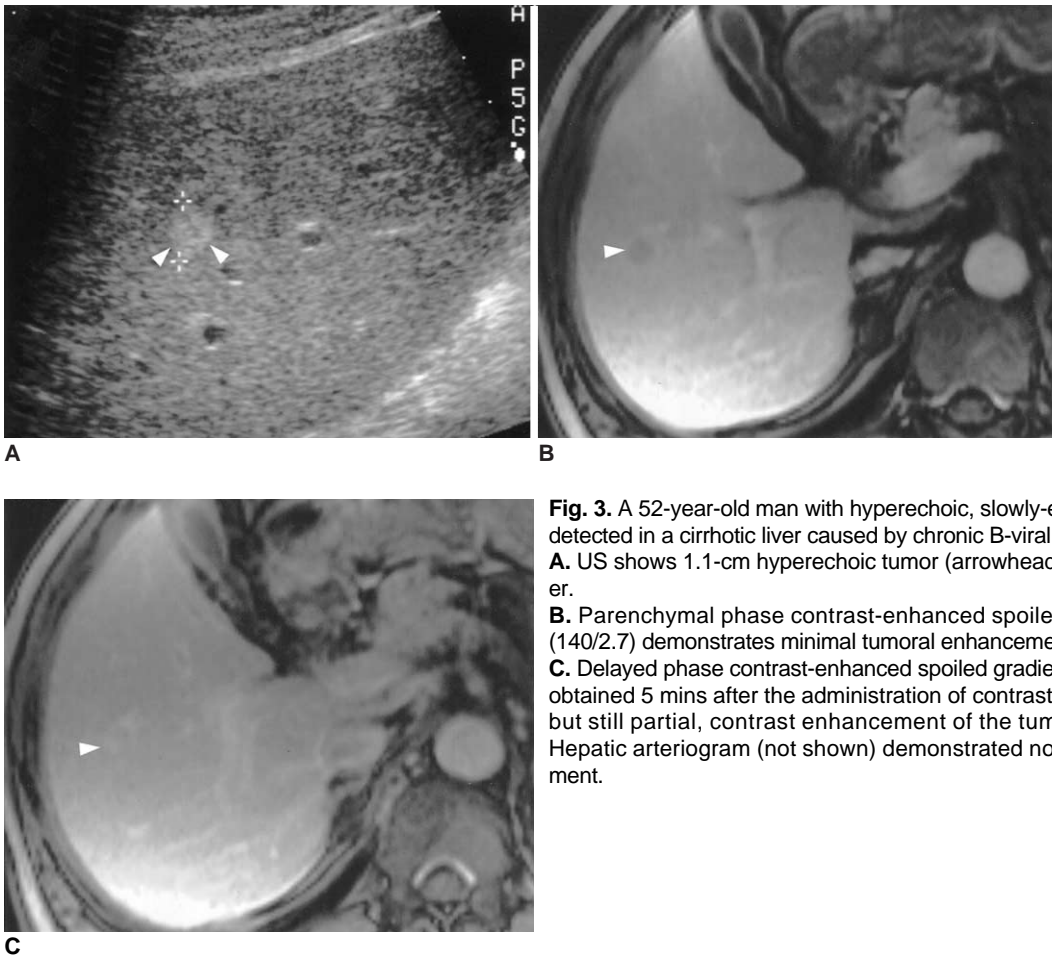 A
P
5
G
A
B
Fig. 3. A 52-year-old man with hyperechoic, slowly-e
detected in a cirrhotic liver caused by chronic B-viral
A. US shows 1.1-cm hyperechoic tumor (arrowhead
er.
B. Parenchymal phase contrast-enhanced spoile
(140/2.7) demonstrates minimal tumoral enhanceme
C. Delayed phase contrast-enhanced spoiled gradie
obtained 5 mins after the administration of contrast
but still partial, contrast enhancement of the tum
Hepatic arteriogram (not shown) demonstrated no
ment.
C